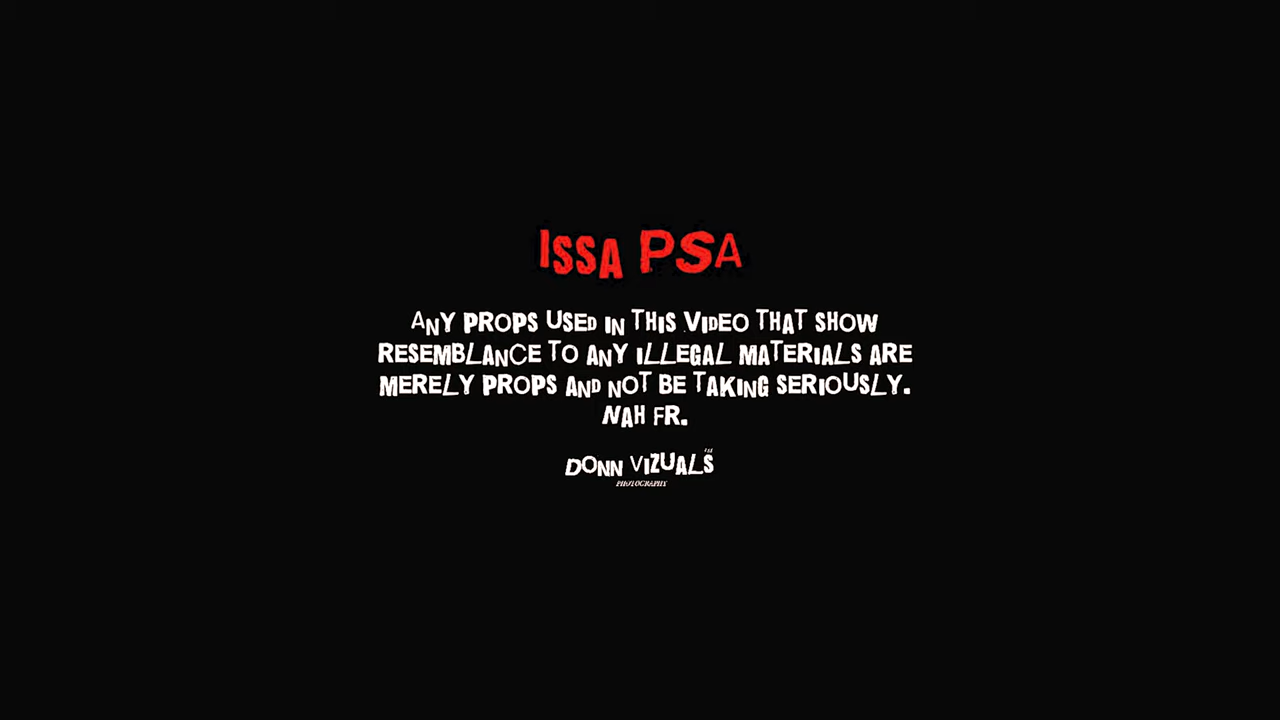 ISSA PSA
ANY PROPS USED IN THIS VIDEO THAT SHOW
RESEMBLANCE TO ANY ILLEGAL MATERIALS ARE
MERELY PROPS AND NOT BE TAKING SERIOUSLY.
NAH FR.
DONN VIZUALS
PHOTOGRAPHY